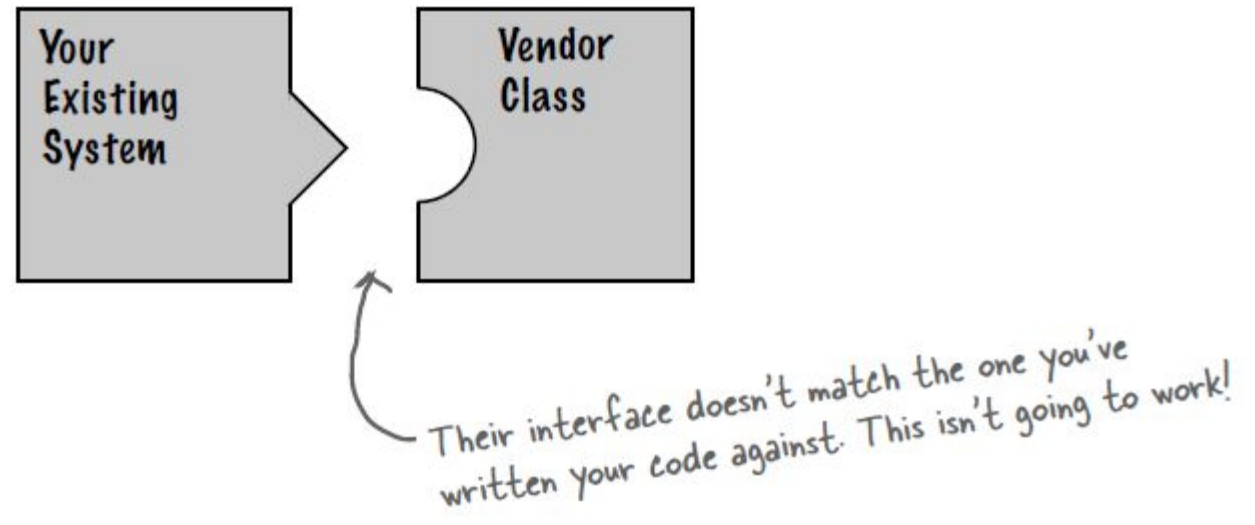 Your
Existing
System
Vendor
Class
Their interface doesn't match the one you've
written your code against. This isn't going to work!